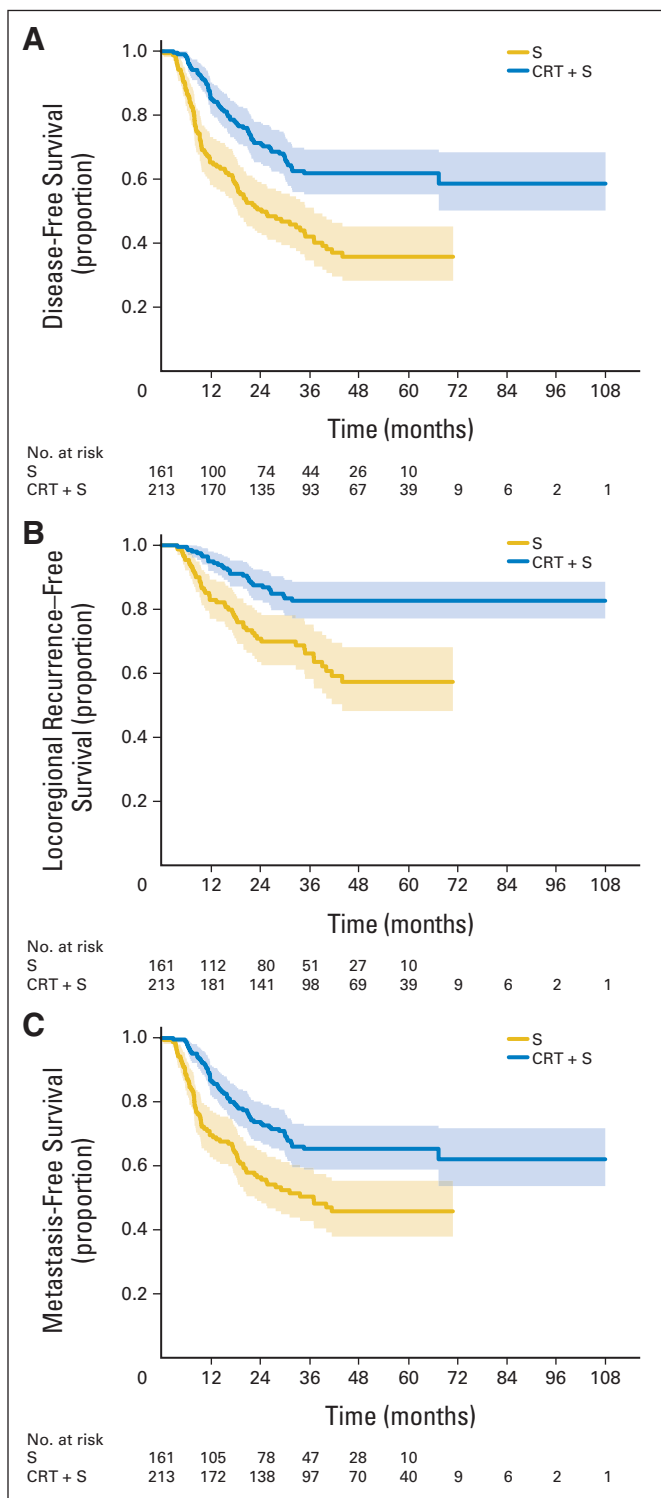 A
1.0
0.8
0.6
0.4
0.2
0
Disease-Free Survival
(proportion)
S
CRT + S
12 24 36 48 60 72 84 96 108
Time (months)
No. at risk
S 161 100 74 44 26 10
CRT + S 213 170 135 93 67 39 9 6 2 1
B
1.0
0.8
0.6
0.4
0.2
0
Locoregional Recurrence–Free
Survival (proportion)
S
CRT + S
12 24 36 48 60 72 84 96 108
Time (months)
No. at risk
S 161 112 80 51 27 10
CRT + S 213 181 141 98 69 39 9 6 2 1
C
1.0
0.8
0.6
0.4
0.2
0
Metastasis-Free Survival
(proportion)
S
CRT + S
12 24 36 48 60 72 84 96 108
Time (months)
No. at risk
S 161 105 78 47 28 10
CRT + S 213 172 138 97 70 40 9 6 2 1